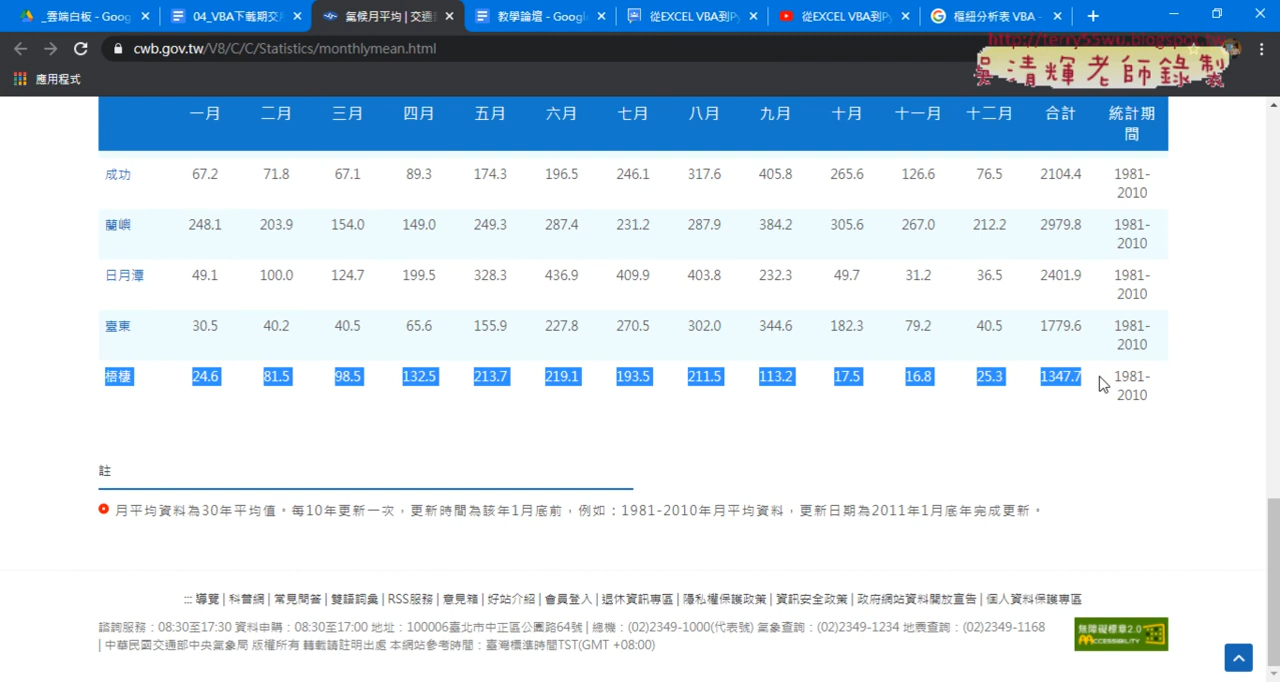 _雲端白板 - Goog
04_VBA下載期交
氣候月平均 | 交通
教學論壇 - Google
從EXCEL VBA到Py
從EXCEL VBA到Py
樞紐分析表 VBA -
cwb.gov.tw/V8/C/C/Statistics/monthlymean.html
http://terry55wu.blogspot.tw
吳清輝老師錄製
應用程式
一月 二月 三月 四月 五月 六月 七月 八月 九月 十月 十一月 十二月 合計 統計期間
成功 67.2 71.8 67.1 89.3 174.3 196.5 246.1 317.6 405.8 265.6 126.6 76.5 2104.4 1981-
2010
蘭嶼 248.1 203.9 154.0 149.0 249.3 287.4 231.2 287.9 384.2 305.6 267.0 212.2 2979.8 1981-
2010
日月潭 49.1 100.0 124.7 199.5 328.3 436.9 409.9 403.8 232.3 49.7 31.2 36.5 2401.9 1981-
2010
臺東 30.5 40.2 40.5 65.6 155.9 227.8 270.5 302.0 344.6 182.3 79.2 40.5 1779.6 1981-
2010
梧棲 24.6 81.5 98.5 132.5 213.7 219.1 193.5 211.5 113.2 17.5 16.8 25.3 1347.7 1981-
2010
註
月平均資料為30年平均值。每10年更新一次，更新時間為該年1月底前，例如：1981-2010年月平均資料，更新日期為2011年1月底年完成更新。
::: 導覽 | 科普網 | 常見問答 | 雙語詞彙 | RSS服務 | 意見箱 | 好站介紹 | 會員登入 | 退休資訊專區 | 隱私權保護政策 | 資訊安全政策 | 政府網站資料開放宣告 | 個人資料保護專區
諮詢服務：08:30至17:30 資料申購：08:30至17:00 地址：100006臺北市中正區公園路64號 | 總機：(02)2349-1000(代表號) 氣象查詢：(02)2349-1234 地表查詢：(02)2349-1168
| 中華民國交通部中央氣象局 版權所有 轉載請註明出處 本網站參考時間：臺灣標準時間TST(GMT +08:00)
無障礙標章2.0
ACCESSIBILITY